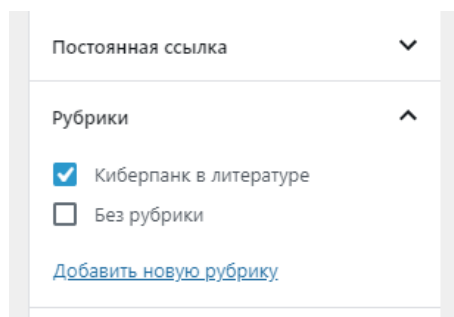 Постоянная ссылка
Рубрики
Киберпанк в литературе
Без рубрики
Добавить новую рубрику